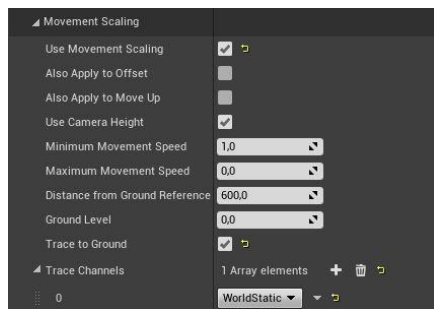 Movement Scaling
Use Movement Scaling
Also Apply to Offset
Also Apply to Move Up
Use Camera Height
Minimum Movement Speed 1,0
Maximum Movement Speed 0,0
Distance from Ground Reference 600,0
Ground Level 0,0
Trace to Ground
Trace Channels 1 Array elements
0 WorldStatic